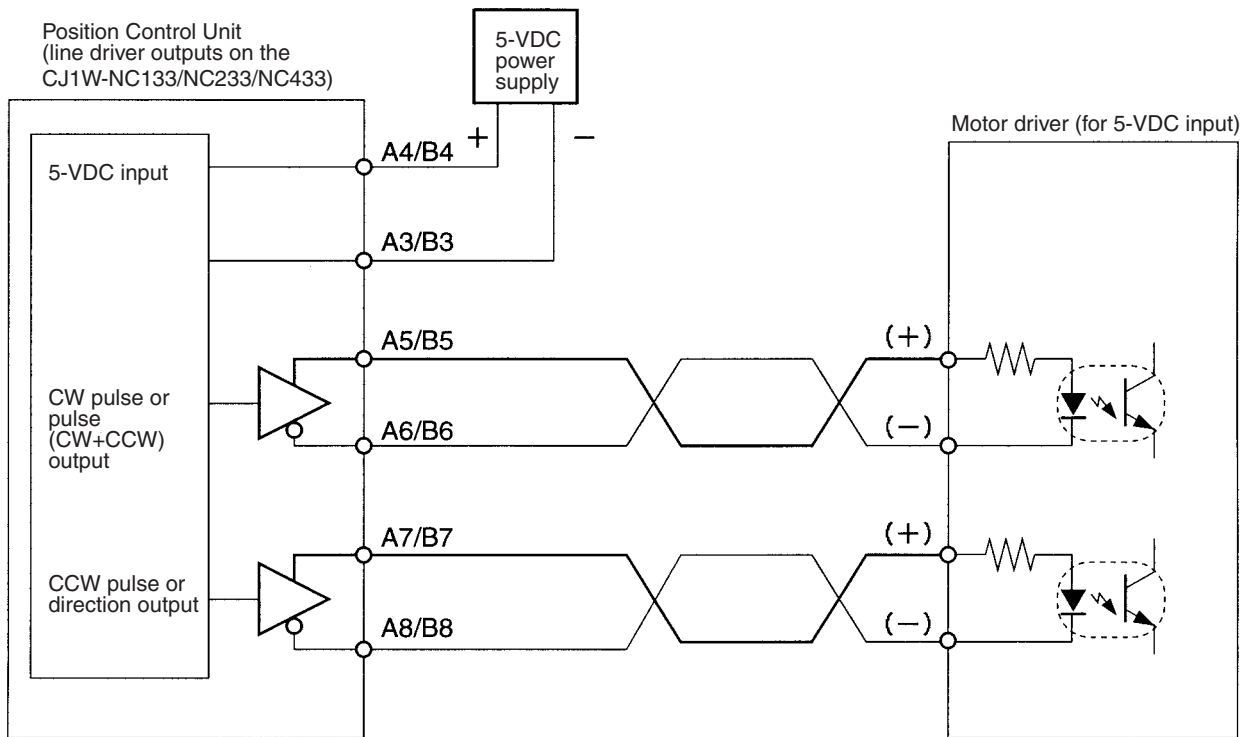 Position Control Unit
(line driver outputs on the
CJ1W-NC133/NC233/NC433)
5-VDC
power
supply
Motor driver (for 5-VDC input)
+
−
5-VDC input
A4/B4
A3/B3
A5/B5
(+)
CW pulse or
pulse
(CW+CCW)
output
A6/B6
(−)
A7/B7
(+)
CCW pulse or
direction output
A8/B8
(−)